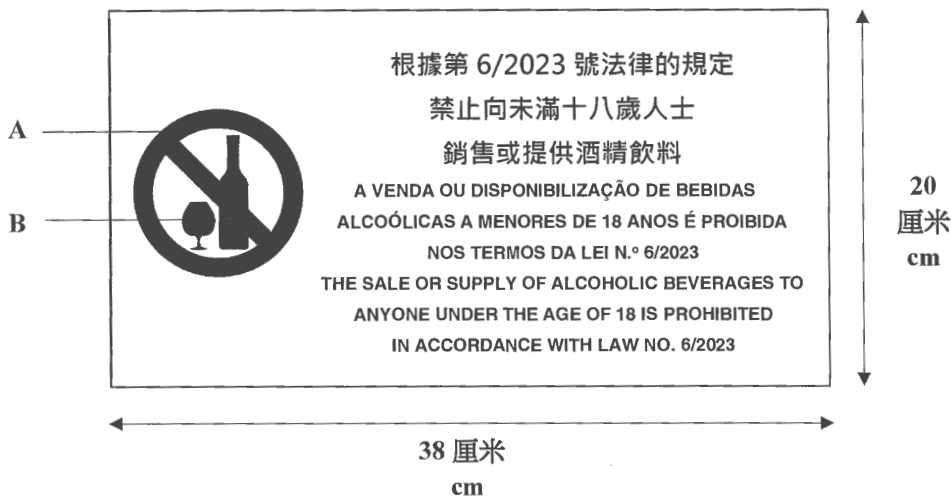 根據第 6/2023 號法律的規定
禁止向未滿十八歲人士
銷售或提供酒精飲料
A VENDA OU DISPONIBILIZAÇÃO DE BEBIDAS
ALCOÓLICAS A MENORES DE 18 ANOS É PROIBIDA
NOS TERMOS DA LEI N.º 6/2023
THE SALE OR SUPPLY OF ALCOHOLIC BEVERAGES TO
ANYONE UNDER THE AGE OF 18 IS PROHIBITED
IN ACCORDANCE WITH LAW NO. 6/2023
A
B
20
厘米
cm
38 厘米
cm